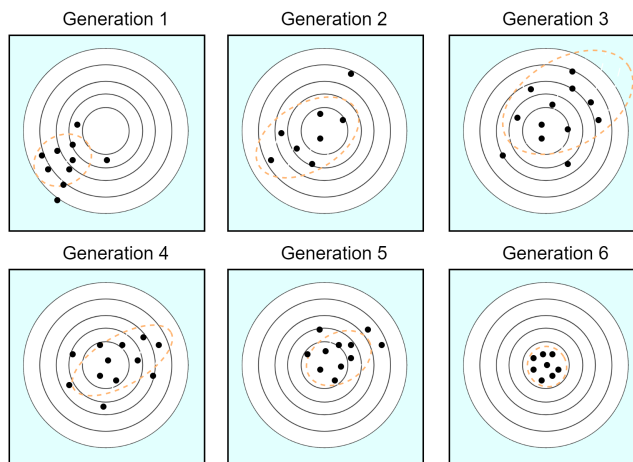 Generation 1
Generation 2
Generation 3
Generation 4
Generation 5
Generation 6